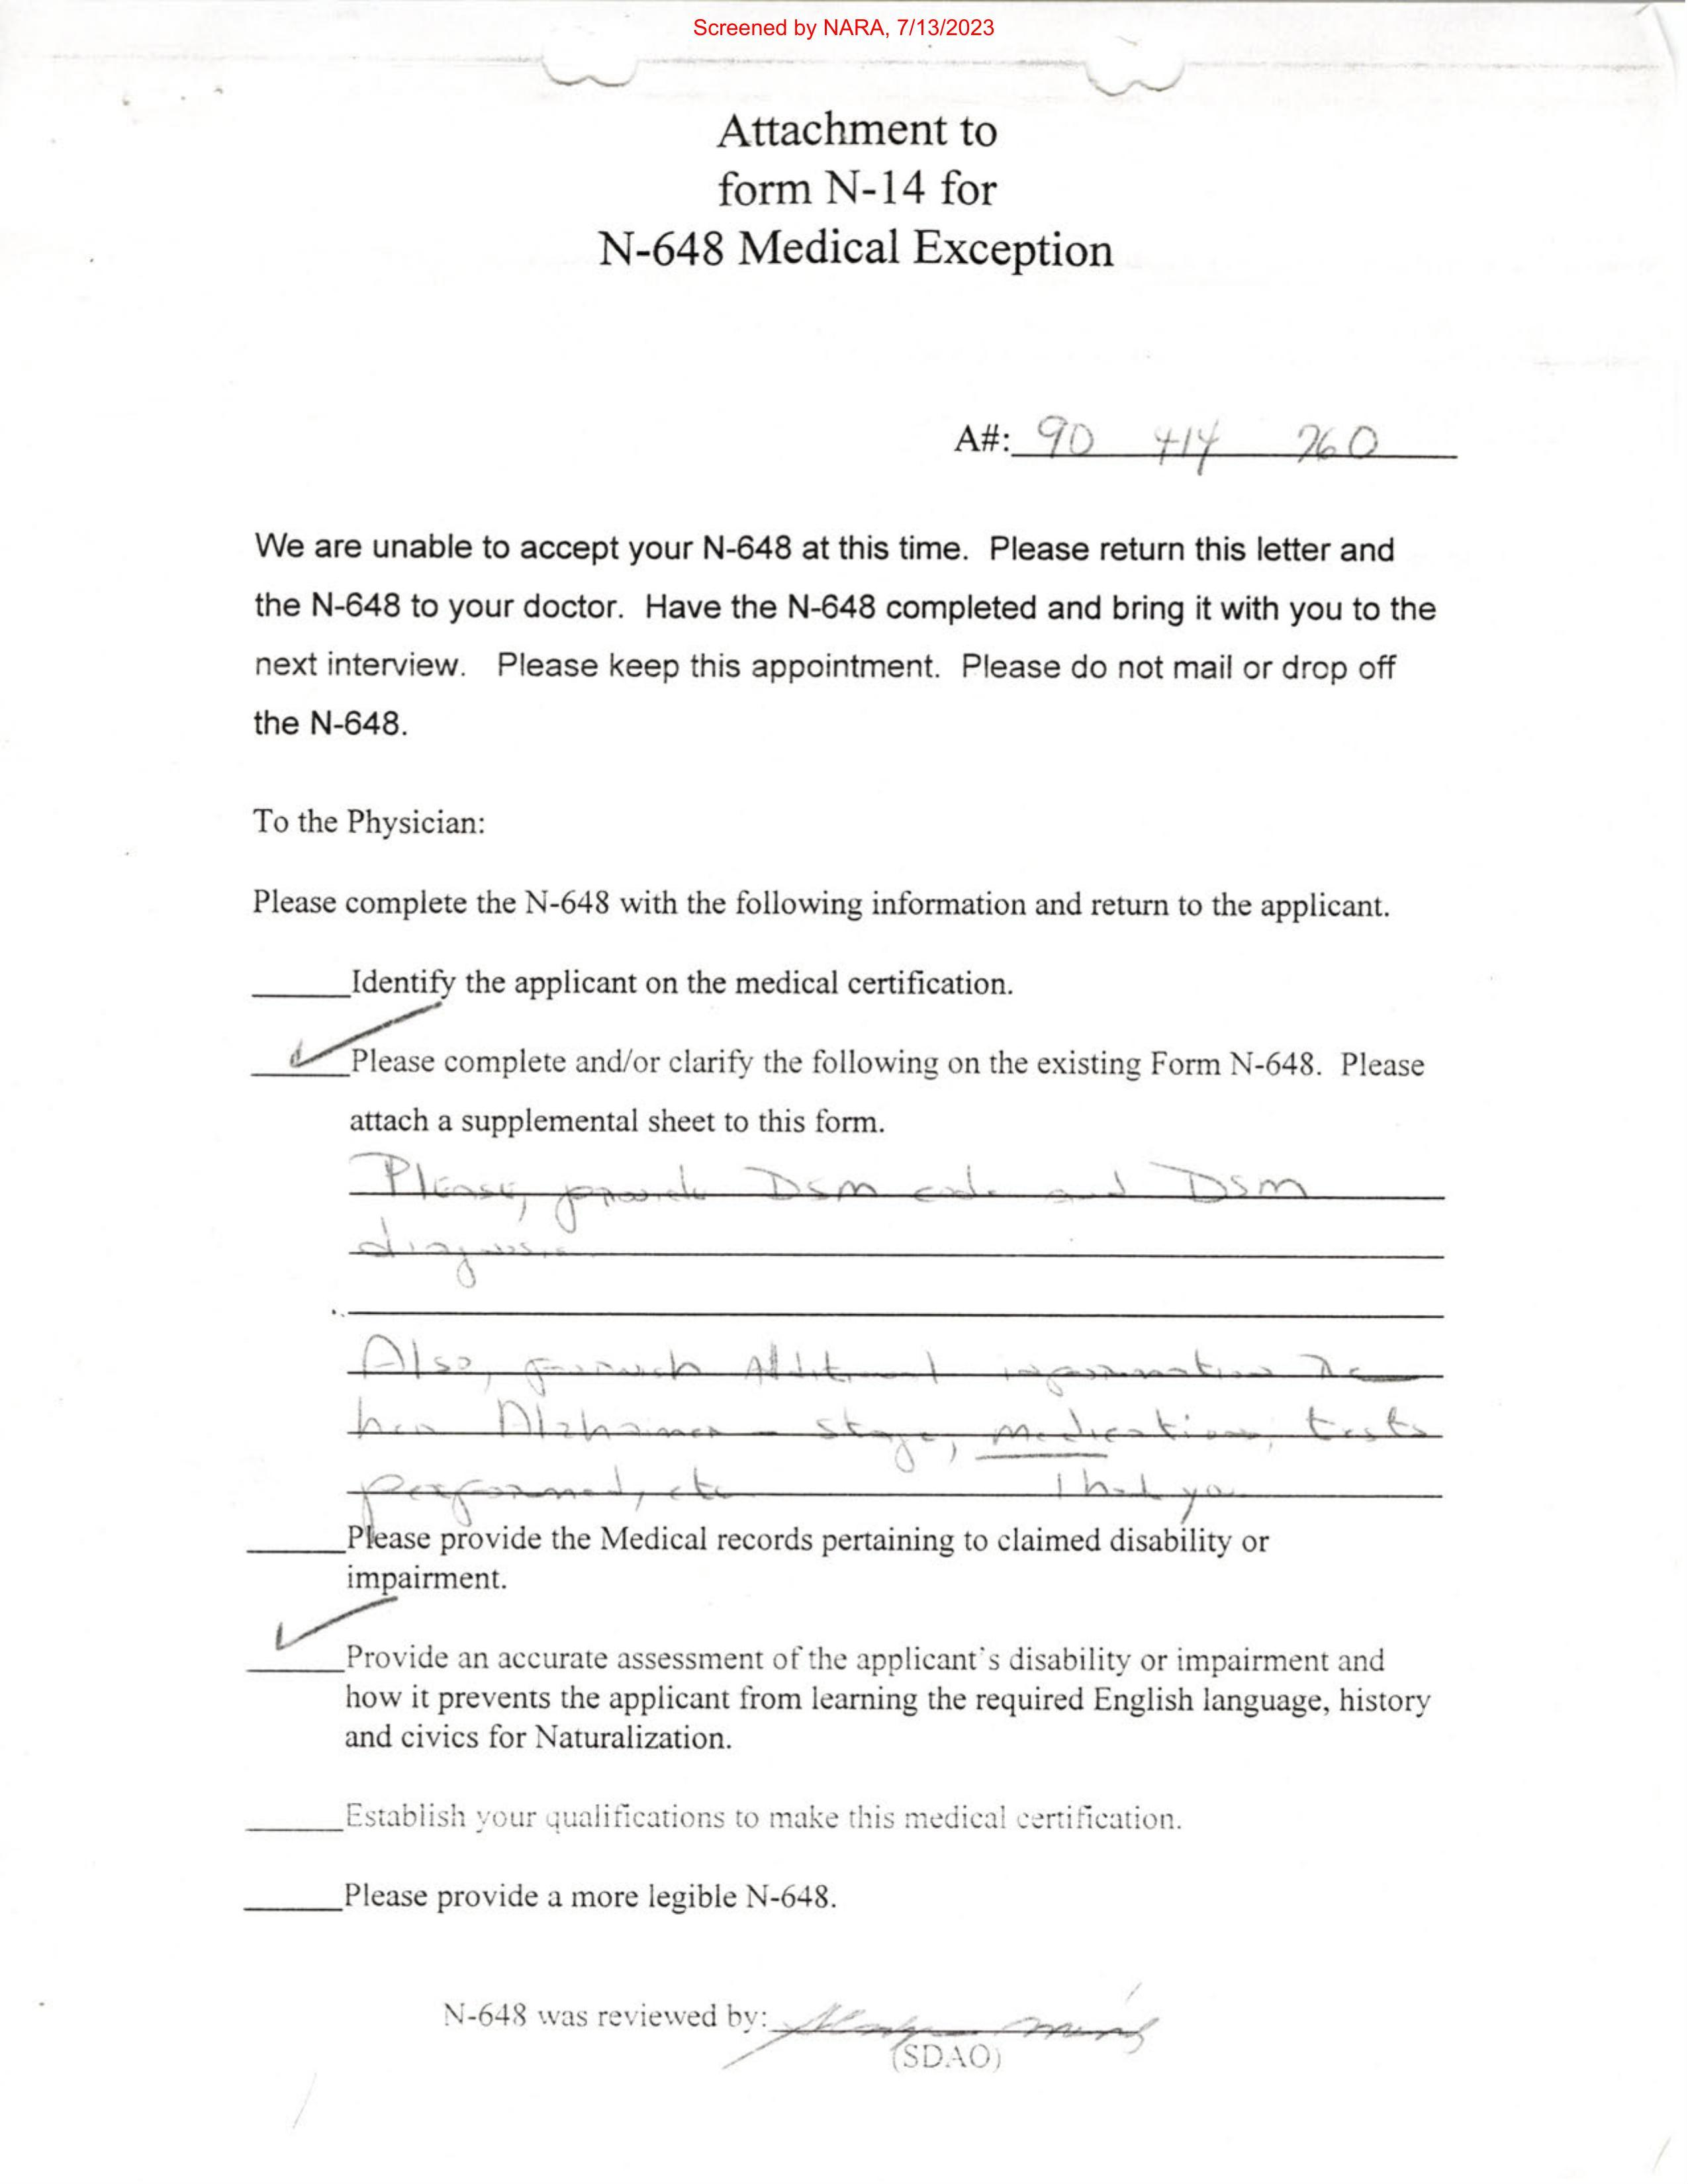 Screened by NARA, 7/13/2023
Attachment to
form N-14 for
N-648 Medical Exception
A#: 90 414 760
We are unable to accept your N-648 at this time. Please return this letter and
the N-648 to your doctor. Have the N-648 completed and bring it with you to the
next interview. Please keep this appointment. Please do not mail or drop off
the N-648.
To the Physician:
Please complete the N-648 with the following information and return to the applicant.
Identify the applicant on the medical certification.
Please complete and/or clarify the following on the existing Form N-648. Please
attach a supplemental sheet to this form.
Please, provide DSM code and DSM
diagnosis
Also, furnish additional information re
her Alzhaimer - stage, medication, tests
performed, etc Thank you
Please provide the Medical records pertaining to claimed disability or
impairment.
Provide an accurate assessment of the applicant's disability or impairment and
how it prevents the applicant from learning the required English language, history
and civics for Naturalization.
Establish your qualifications to make this medical certification.
Please provide a more legible N-648.
N-648 was reviewed by:
(SDAO)